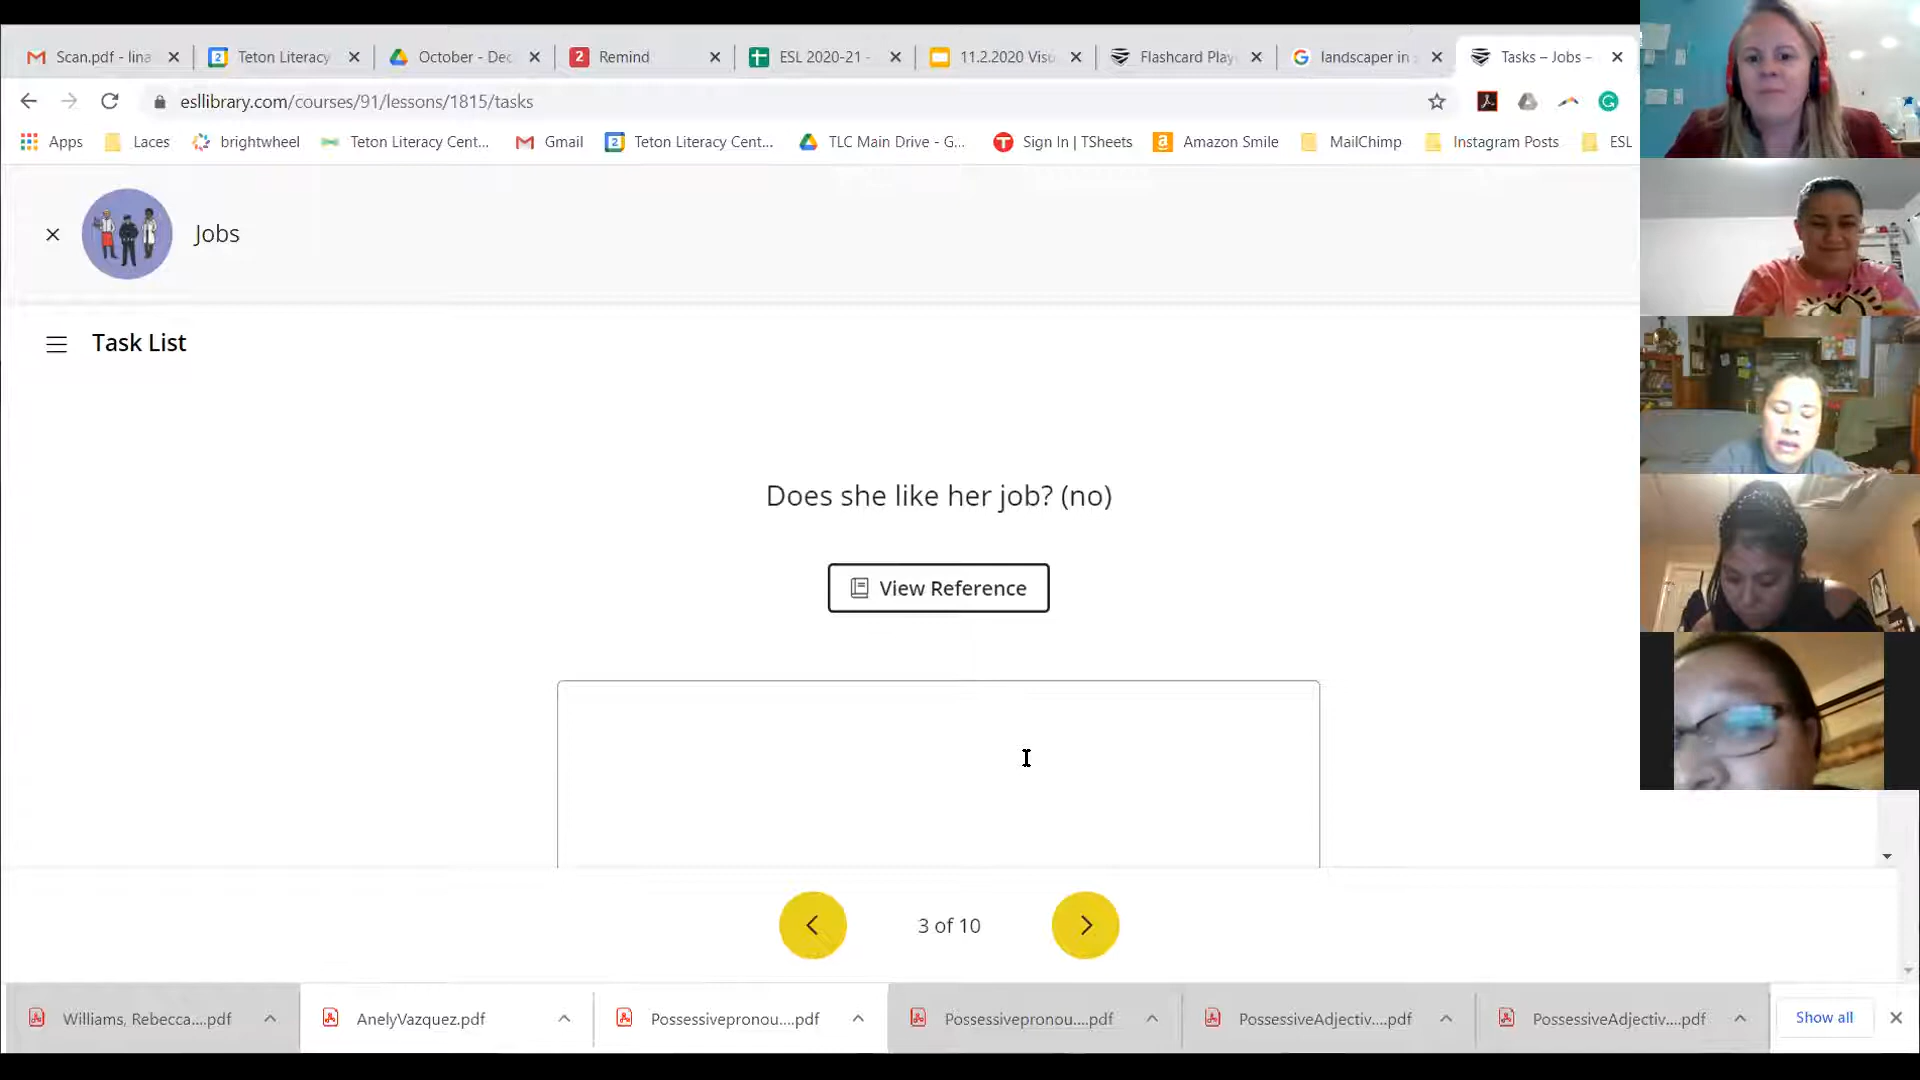 Scan.pdf - lina
Teton Literacy
October - Dec
Remind
ESL 2020-21 -
11.2.2020 Visu
Flashcard Play
landscaper in
Tasks – Jobs –
esllibrary.com/courses/91/lessons/1815/tasks
Apps
Laces
brightwheel
Teton Literacy Cent...
Gmail
Teton Literacy Cent...
TLC Main Drive - G...
Sign In | TSheets
Amazon Smile
MailChimp
Instagram Posts
ESL
Jobs
Task List
Does she like her job? (no)
View Reference
3 of 10
Williams, Rebecca....pdf
AnelyVazquez.pdf
Possessivepronou....pdf
Possessivepronou....pdf
PossessiveAdjectiv....pdf
PossessiveAdjectiv....pdf
Show all